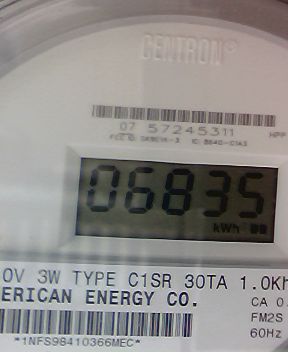 CENTRON®
07 57245311
HPP
06835
kWh
0V 3W TYPE C1SR 30TA 1.0Kh
ERICAN ENERGY CO.
CA 0.
FM2S
60Hz
*1NFS98410366MEC*